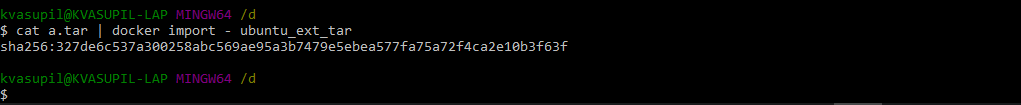 kvasupil@KVASUPIL-LAP MINGW64 /d
$ cat a.tar | docker import - ubuntu_ext_tar
sha256:327de6c537a300258abc569ae95a3b7479e5ebea577fa75a72f4ca2e10b3f63f
kvasupil@KVASUPIL-LAP MINGW64 /d
$